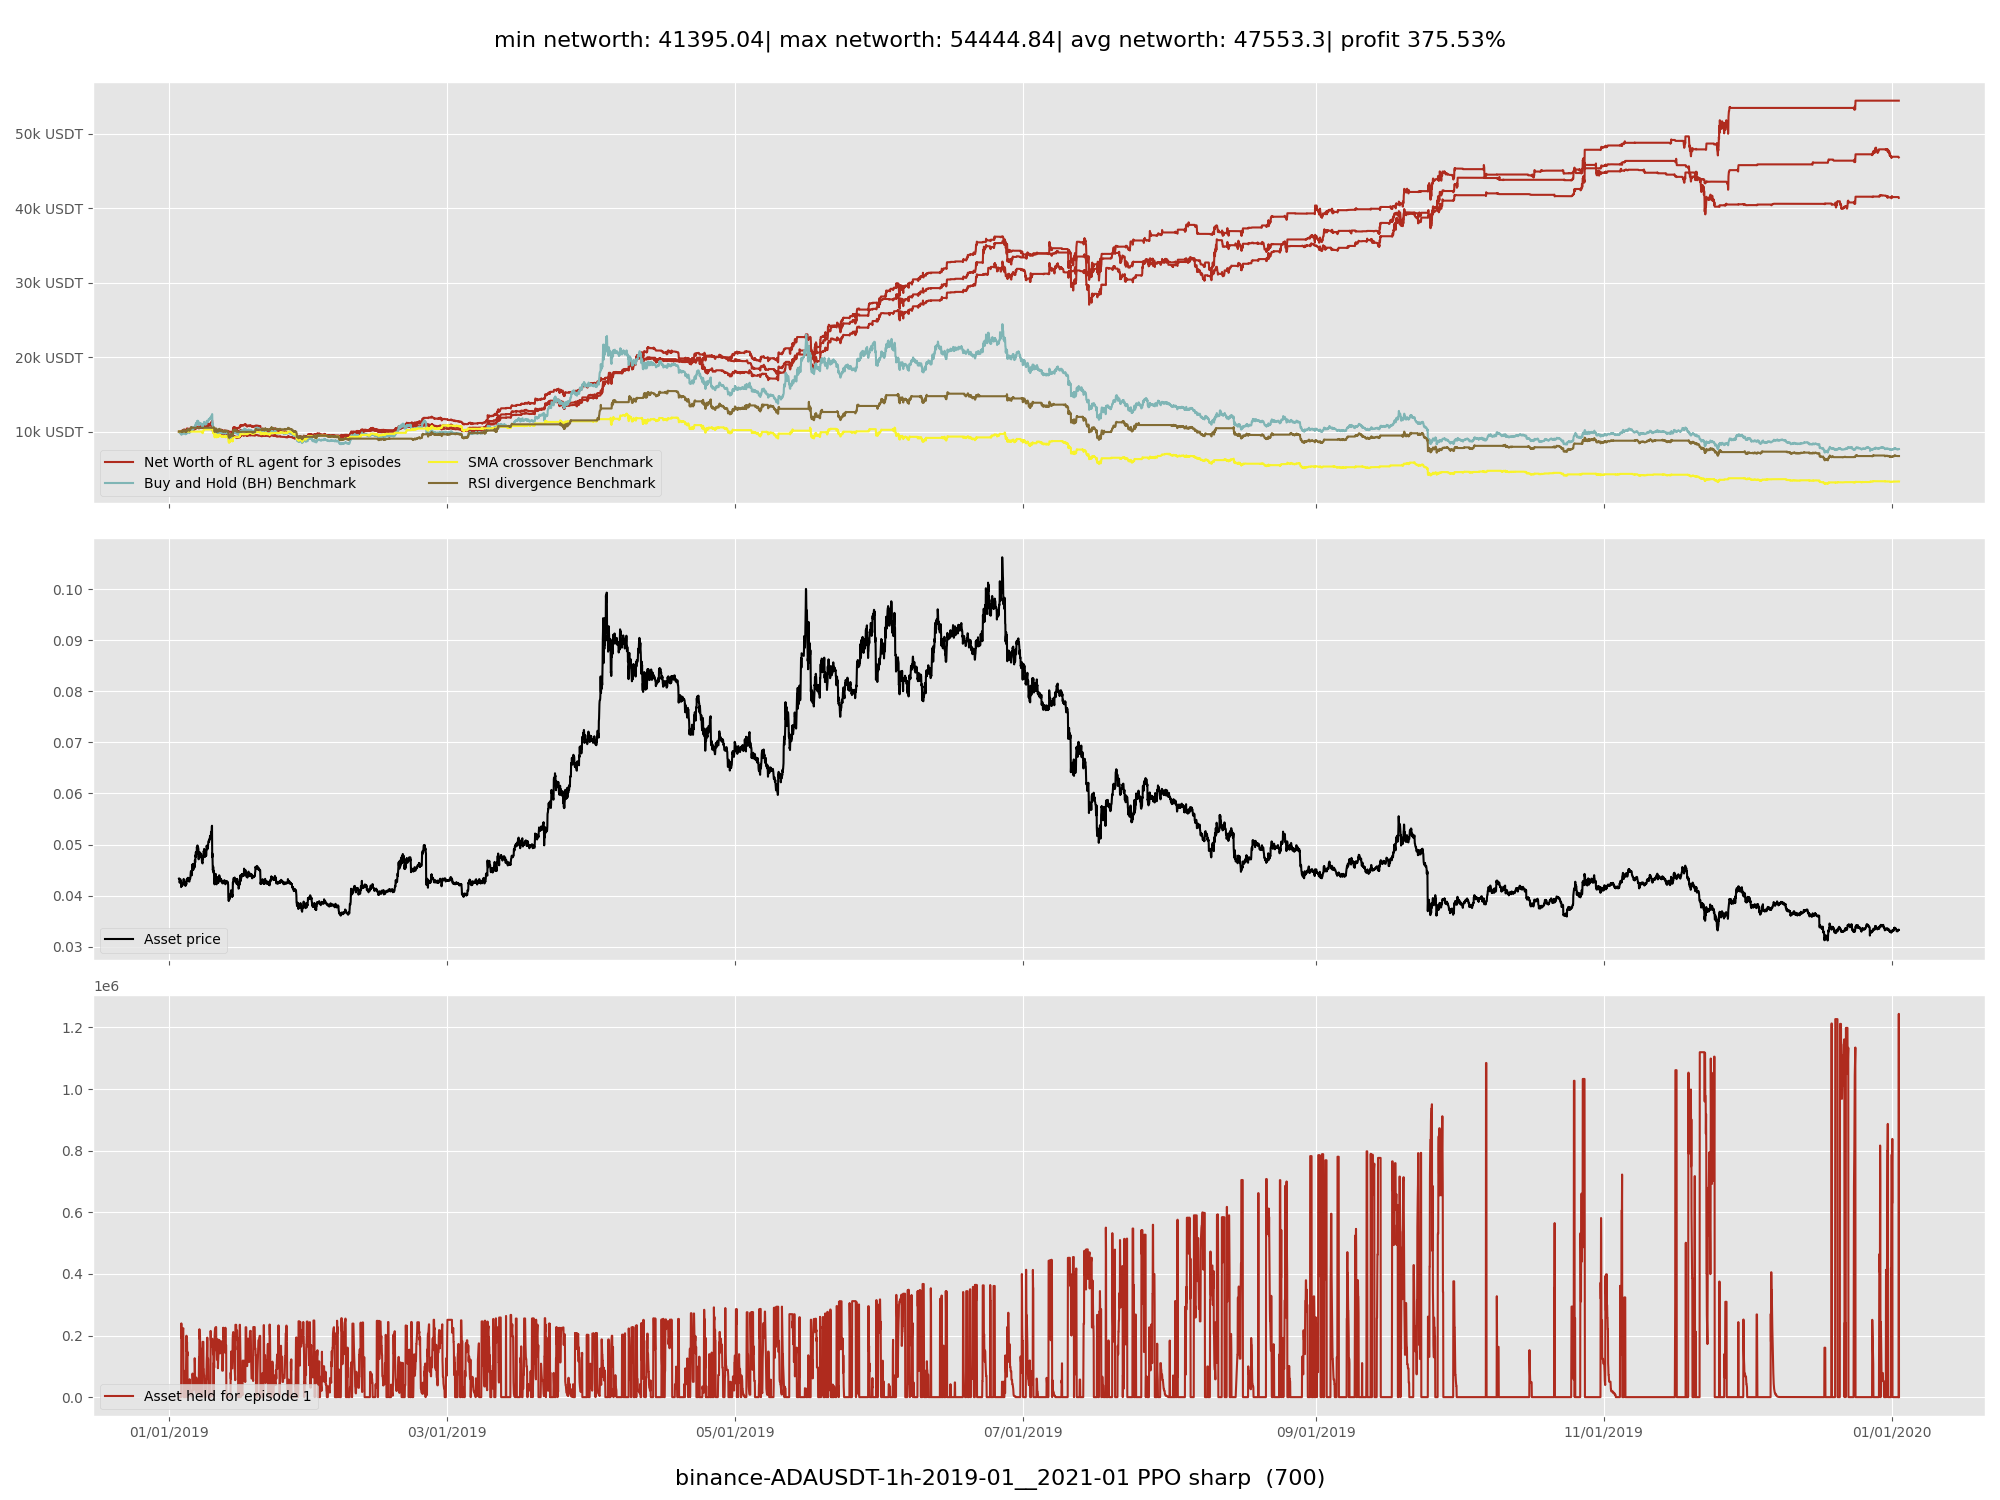 min networth: 41395.04| max networth: 54444.84| avg networth: 47553.3| profit 375.53%
50k USDT
40k USDT
30k USDT
20k USDT
10k USDT
Net Worth of RL agent for 3 episodes
Buy and Hold (BH) Benchmark
SMA crossover Benchmark
RSI divergence Benchmark
0.10
0.09
0.08
0.07
0.06
0.05
0.04
0.03
Asset price
1e6
1.2
1.0
0.8
0.6
0.4
0.2
0.0
Asset held for episode 1
01/01/2019 03/01/2019 05/01/2019 07/01/2019 09/01/2019 11/01/2019 01/01/2020
binance-ADAUSDT-1h-2019-01__2021-01 PPO sharp (700)